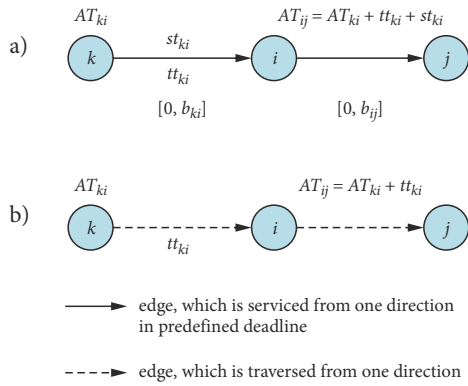 a)
AT_ki
AT_ij = AT_ki + tt_ki + st_ki
st_ki
k
i
j
tt_ki
[0, b_ki]
[0, b_ij]
b)
AT_ki
AT_ij = AT_ki + tt_ki
k
i
j
tt_ki
edge, which is serviced from one direction
in predefined deadline
edge, which is traversed from one direction